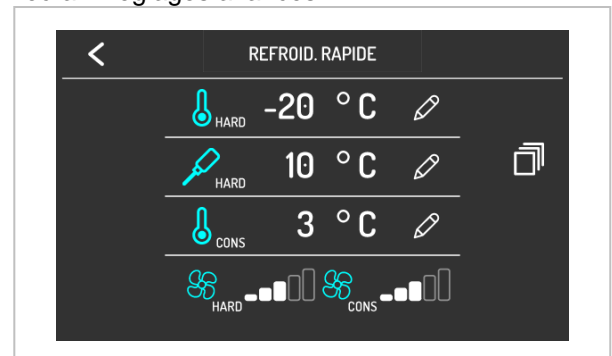 REFROID. RAPIDE
HARD -20 °C
HARD 10 °C
CONS 3 °C
HARD CONS